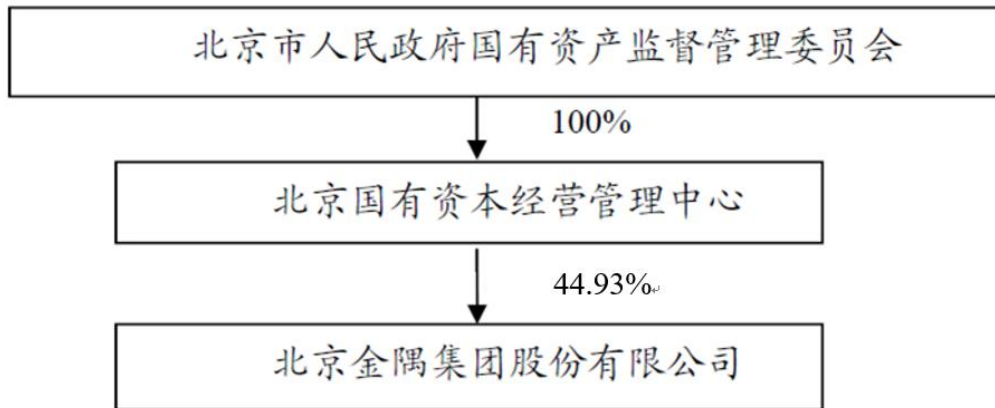 北京市人民政府国有资产监督管理委员会
100%
北京国有资本经营管理中心
44.93%
北京金隅集团股份有限公司